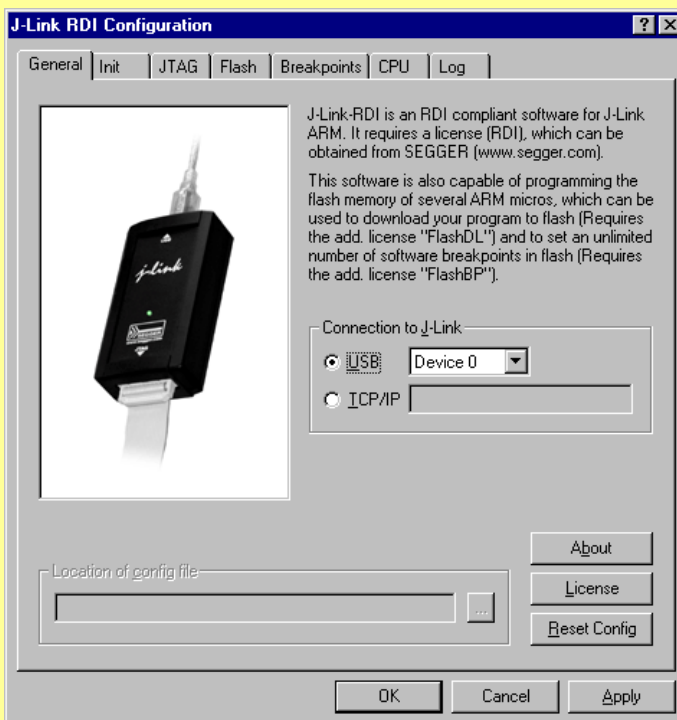 J-Link RDI Configuration
General Init JTAG Flash Breakpoints CPU Log
J-Link-RDI is an RDI compliant software for J-Link
ARM. It requires a license (RDI), which can be
obtained from SEGGER (www.segger.com).
This software is also capable of programming the
flash memory of several ARM micros, which can be
used to download your program to flash (Requires
the add. license "FlashDL") and to set an unlimited
number of software breakpoints in flash (Requires
the add. license "FlashBP").
j-link
Connection to J-Link
USB Device 0
TCP/IP
About
Location of config file
...
License
Reset Config
OK Cancel Apply